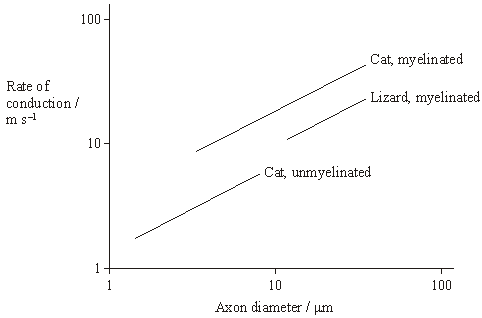 100
Cat, myelinated
Rate of
conduction /
m s⁻¹
Lizard, myelinated
10
Cat, unmyelinated
1
1
10
100
Axon diameter / μm